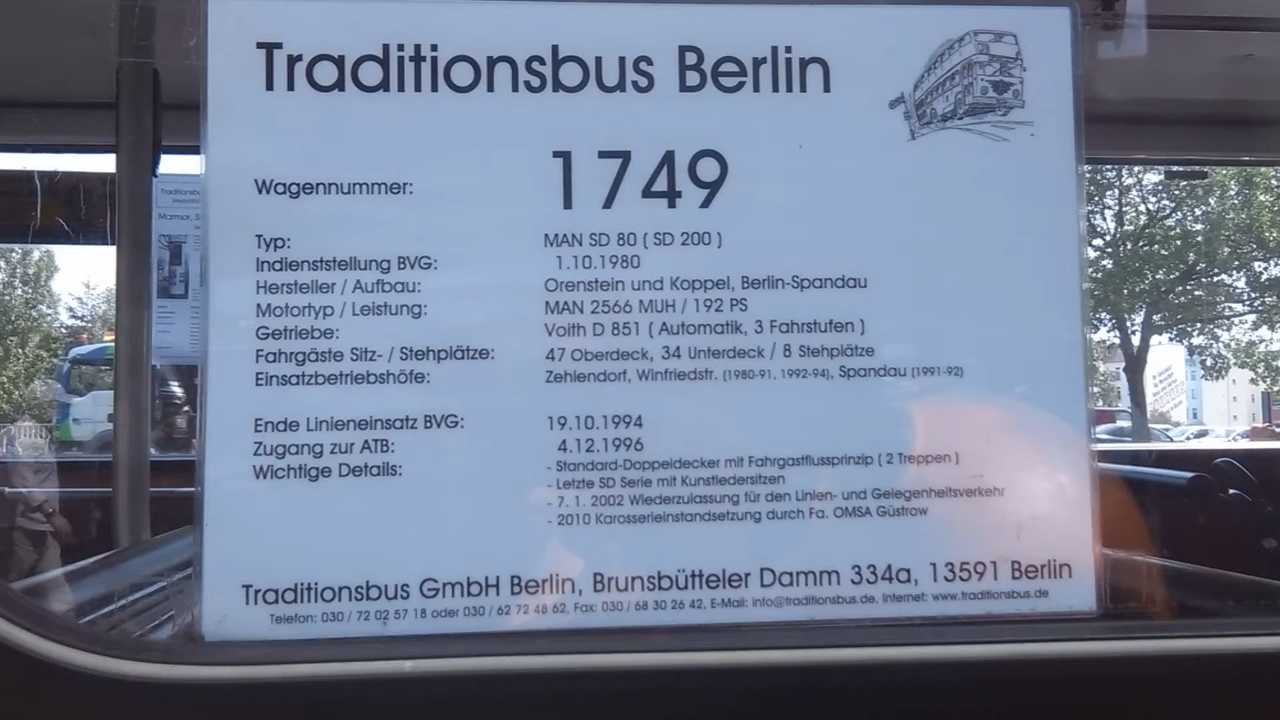 Traditionsbus Berlin
Wagennummer: 1749
Typ: MAN SD 80 ( SD 200 )
Indienststellung BVG: 1.10.1980
Hersteller / Aufbau: Orenstein und Koppel, Berlin-Spandau
Motortyp / Leistung: MAN 2566 MUH / 192 PS
Getriebe: Voith D 851 ( Automatik, 3 Fahrstufen )
Fahrgäste Sitz- / Stehplätze: 47 Oberdeck, 34 Unterdeck / 8 Stehplätze
Einsatzbetriebshöfe: Zehlendorf, Winfriedstr. (1980-91, 1992-94), Spandau (1991-92)
Ende Linieneinsatz BVG: 19.10.1994
Zugang zur ATB: 4.12.1996
Wichtige Details: - Standard-Doppeldecker mit Fahrgastflussprinzip ( 2 Treppen )
- Letzte SD Serie mit Kunstledersitzen
- 7. 1. 2002 Wiederzulassung für den Linien- und Gelegenheitsverkehr
- 2010 Karosserieinstandsetzung durch Fa. OMSA Güstrow
Traditionsbus GmbH Berlin, Brunsbütteler Damm 334a, 13591 Berlin
Telefon: 030 / 72 02 57 18 oder 030 / 62 72 48 62, Fax: 030 / 68 30 26 42, E-Mail: info@traditionsbus.de, Internet: www.traditionsbus.de